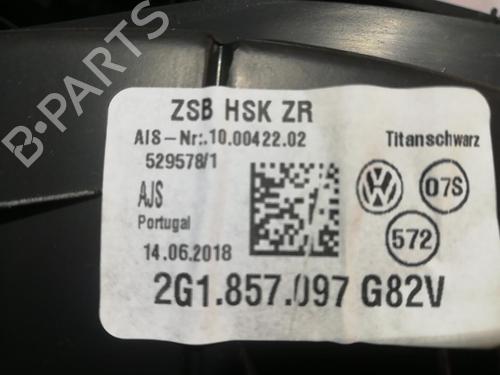 ZSB HSK ZR
AIS-Nr:.10.00422.02
Titanschwarz
529578/1
AJS
Portugal
07S
572
14.06.2018
2G1.857.097 G82V
B-PARTS